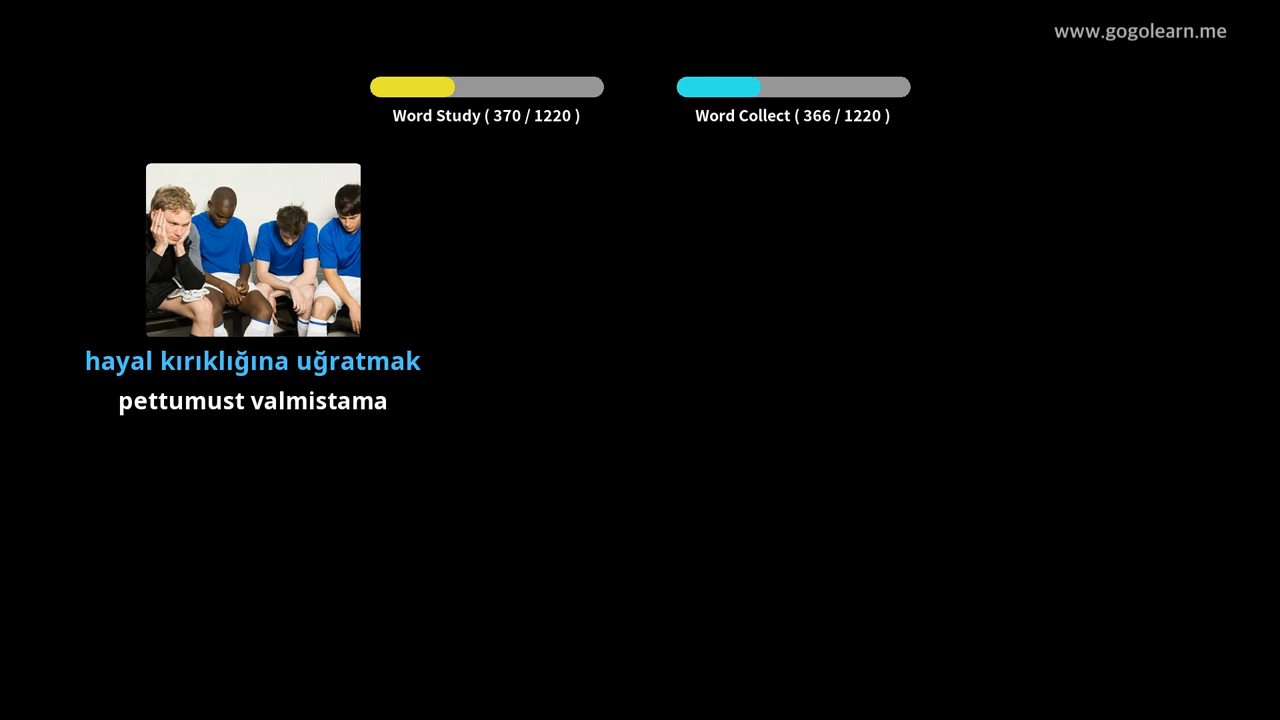 www.gogolearn.me
Word Study ( 370 / 1220 )
Word Collect ( 366 / 1220 )
hayal kırıklığına uğratmak
pettumust valmistama